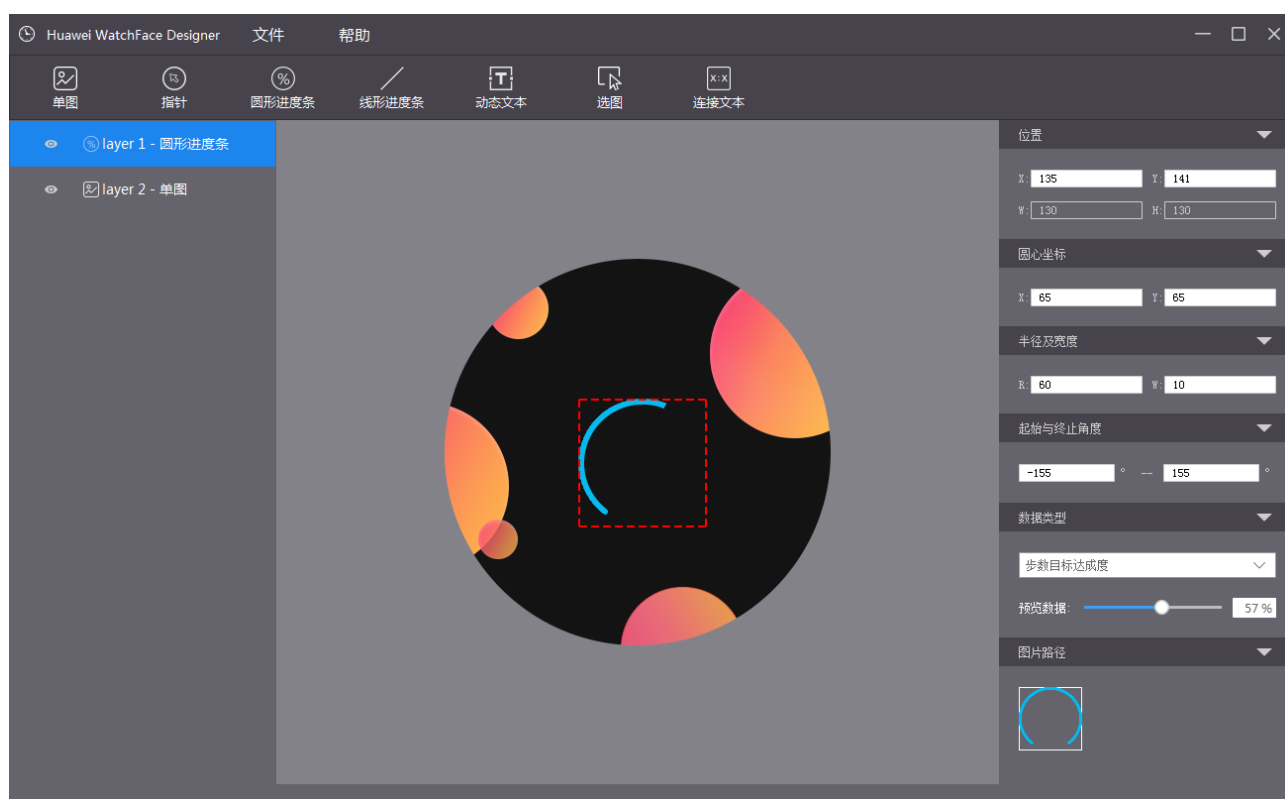 Huawei WatchFace Designer 文件 帮助
单图 指针 圆形进度条 线形进度条 动态文本 选图 连接文本
layer 1 - 圆形进度条
layer 2 - 单图
位置
X: 135 Y: 141
W: 130 H: 130
圆心坐标
X: 65 Y: 65
半径及宽度
R: 60 W: 10
起始与终止角度
-155 ° -- 155 °
数据类型
步数目标达成度
预览数据: 57 %
图片路径